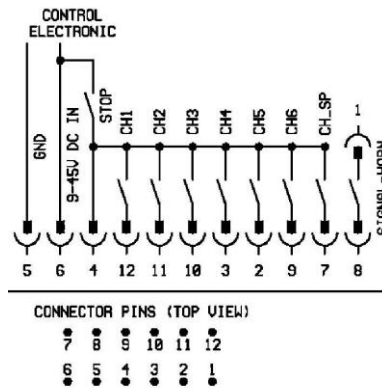 CONTROL
ELECTRONIC
GND
9-45V DC IN
STOP
CH1
CH2
CH3
CH4
CH5
CH6
CH_SP
1
SIGNAL-HORN
5 6 4 12 11 10 3 2 9 7 8
CONNECTOR PINS (TOP VIEW)
7 8 9 10 11 12
6 5 4 3 2 1